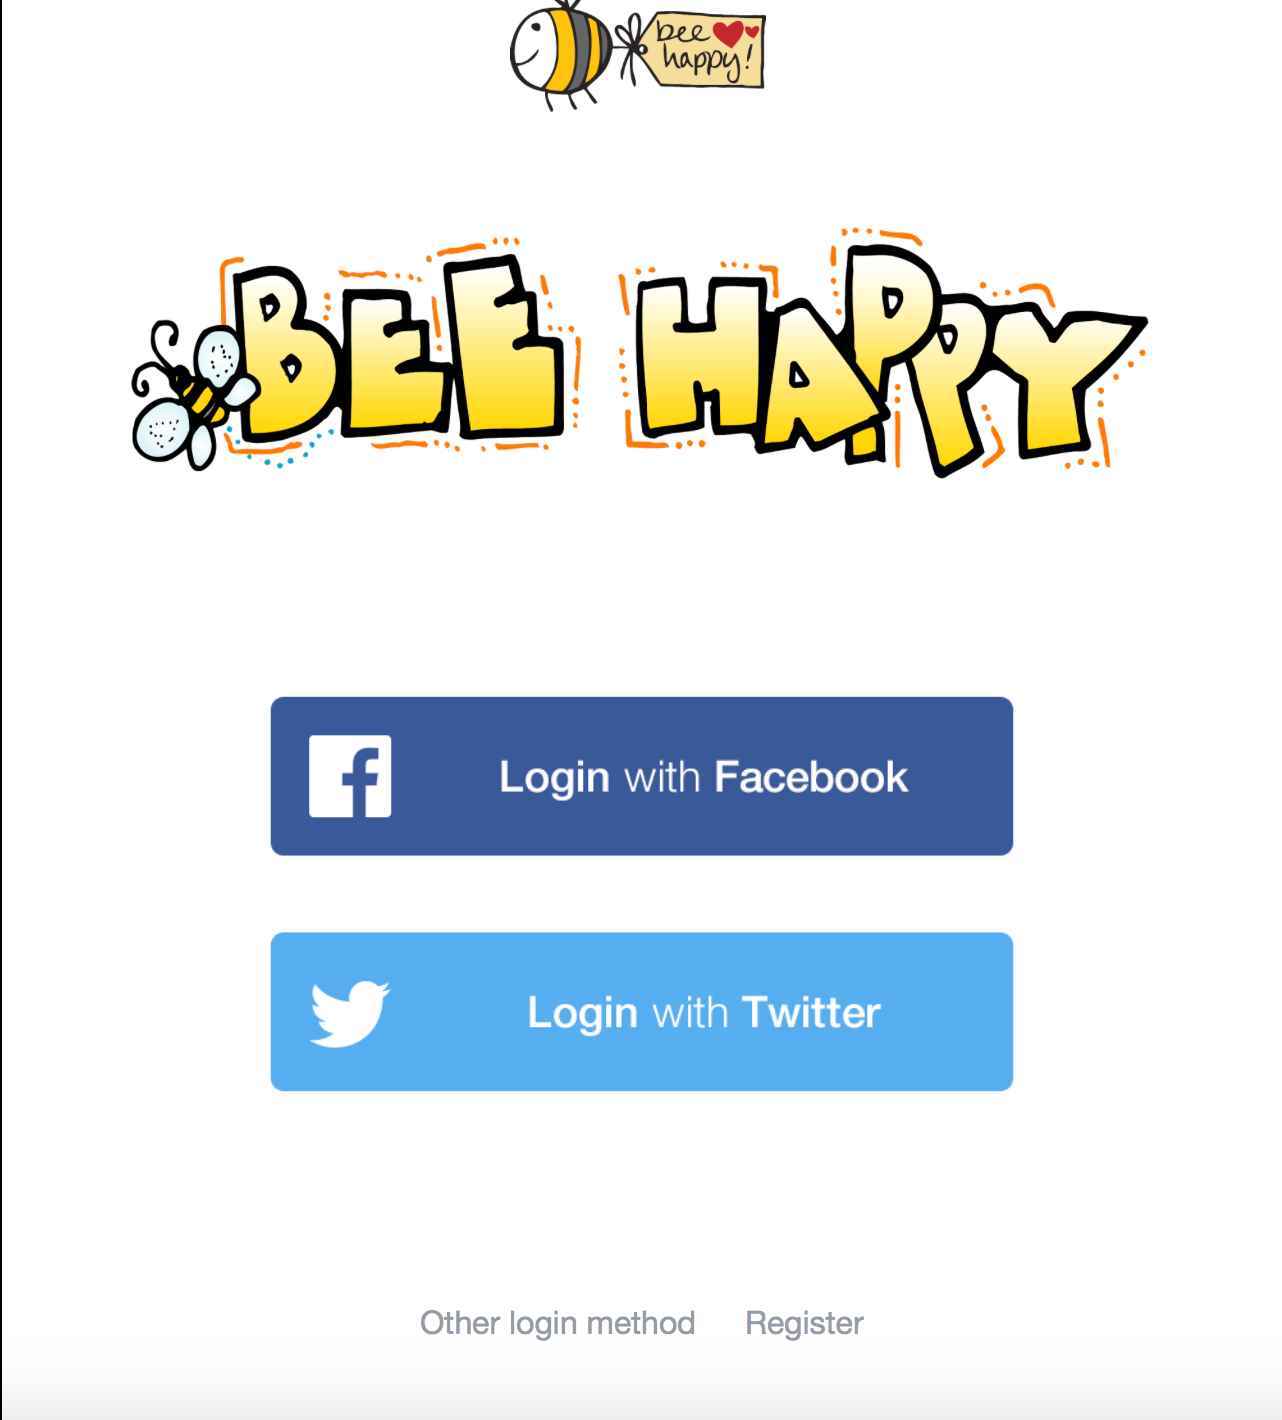 bee
happy!
BEE HAPPY
Login with Facebook
Login with Twitter
Other login method Register